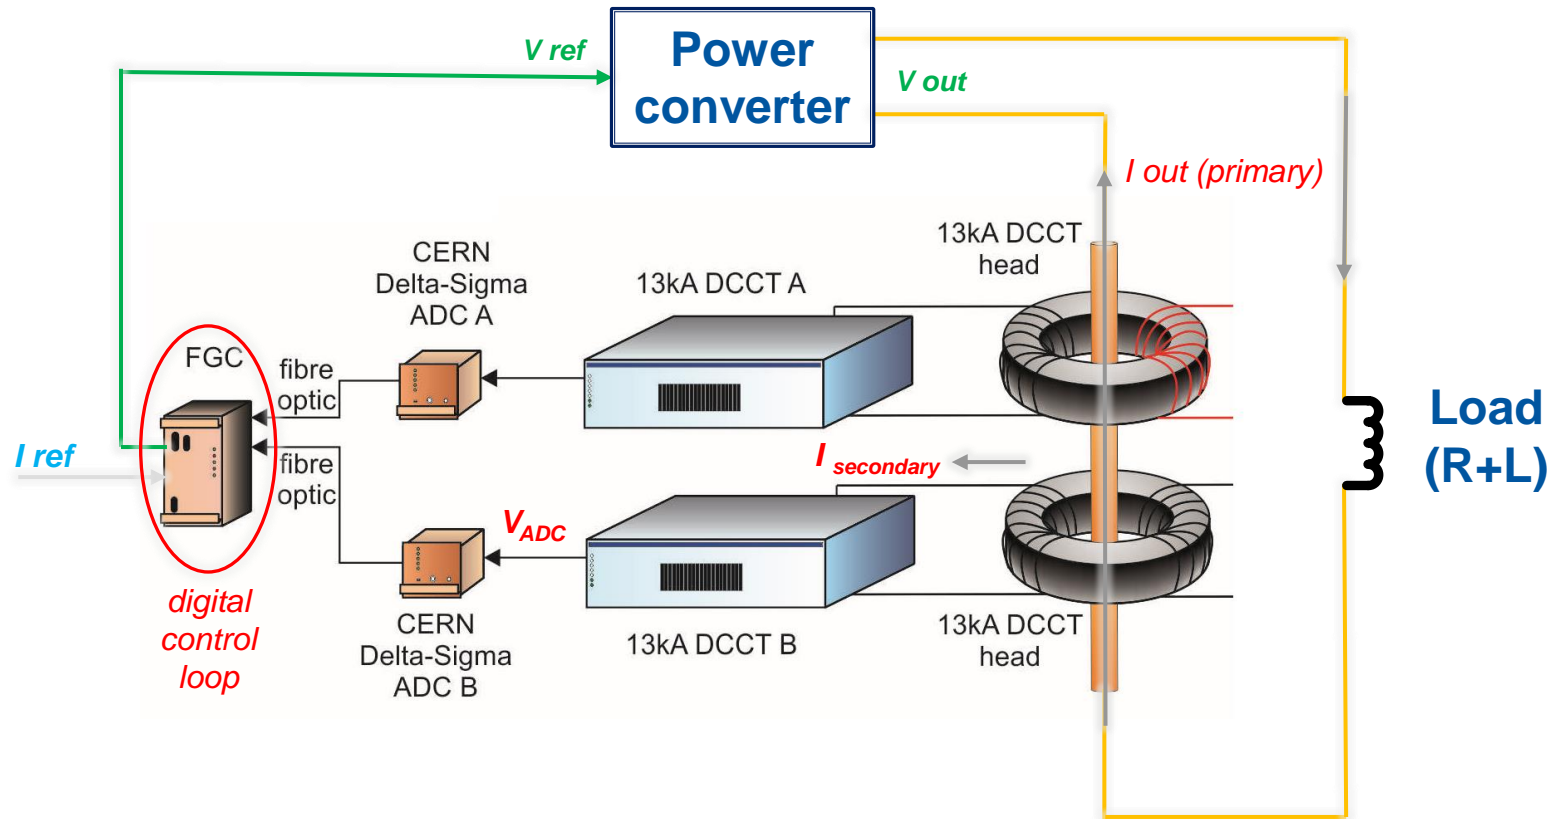 Power
converter
V ref
V out
I out (primary)
13kA DCCT
head
CERN
Delta-Sigma
ADC A
13kA DCCT A
FGC
fibre
optic
Load
(R+L)
I ref
fibre
optic
I secondary
VADC
digital
control
loop
CERN
Delta-Sigma
ADC B
13kA DCCT B
13kA DCCT
head